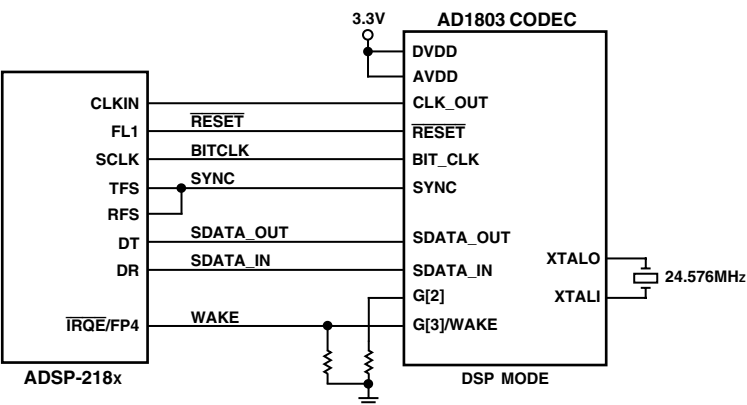 3.3V
AD1803 CODEC
DVDD
AVDD
CLKIN
CLK_OUT
FL1
RESET
RESET
SCLK
BITCLK
BIT_CLK
TFS
SYNC
SYNC
RFS
DT
SDATA_OUT
SDATA_OUT
DR
SDATA_IN
SDATA_IN
XTALO
24.576MHz
XTALI
G[2]
IRQE/FP4
WAKE
G[3]/WAKE
ADSP-218x
DSP MODE